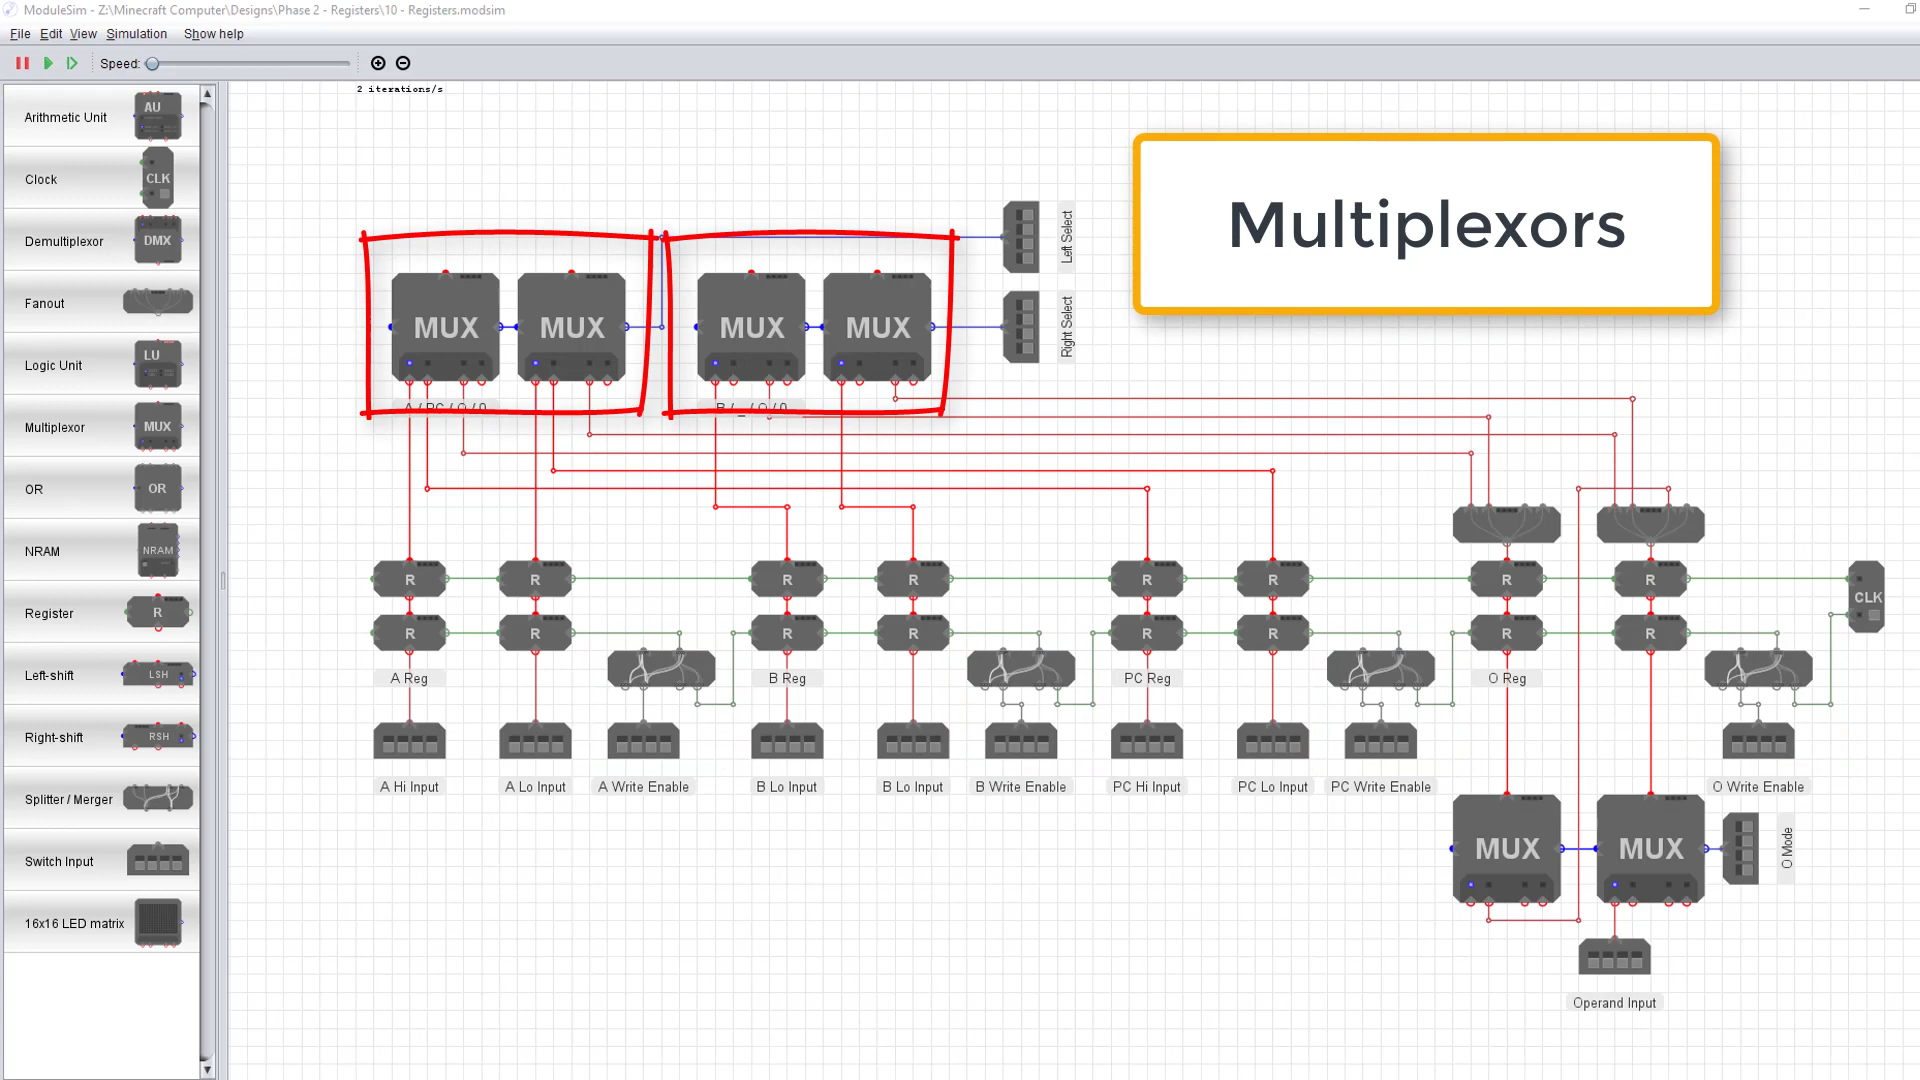 ModuleSim - Z:\Minecraft Computer\Designs\Phase 2 - Registers\10 - Registers.modsim
File Edit View Simulation Show help
Speed:
2 iterations/s
Arithmetic Unit AU
Clock CLK
Demultiplexor DMX
Fanout
Logic Unit LU
Multiplexor MUX
OR OR
NRAM NRAM
Register R
Left-shift LSH
Right-shift RSH
Splitter / Merger
Switch Input
16x16 LED matrix
Multiplexors
Left Select
Right Select
MUX MUX MUX MUX
A / PC / O / 0 B / _ / O / 0
R R R R R R R R
CLK
R R R R R R R R
A Reg B Reg PC Reg O Reg
A Hi Input A Lo Input A Write Enable B Lo Input B Lo Input B Write Enable PC Hi Input PC Lo Input PC Write Enable O Write Enable
MUX MUX O Mode
Operand Input